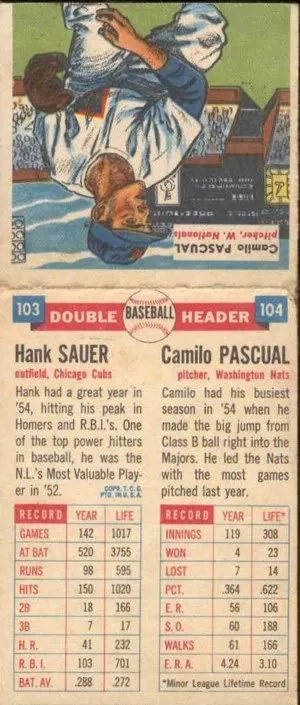 Camilo PASCUAL
pitcher, W. Nationals
103 DOUBLE BASEBALL HEADER 104
Hank SAUER
outfield, Chicago Cubs
Hank had a great year in
'54, hitting his peak in
Homers and R.B.I.'s. One
of the top power hitters
in baseball, he was the
N.L.'s Most Valuable Play-
er in '52.
COPR. T. C. G.
PTD. IN U. S. A.
RECORD YEAR LIFE
GAMES 142 1017
AT BAT 520 3755
RUNS 98 595
HITS 150 1020
2B 18 166
3B 7 17
H. R. 41 232
R. B. I. 103 701
BAT. AV. .288 .272
Camilo PASCUAL
pitcher, Washington Nats
Camilo had his busiest
season in '54 when he
made the big jump from
Class B ball right into the
Majors. He led the Nats
with the most games
pitched last year.
RECORD YEAR LIFE*
INNINGS 119 308
WON 4 23
LOST 7 14
PCT. .364 .622
E. R. 56 106
S. O. 60 188
WALKS 61 166
E. R. A. 4.24 3.10
*Minor League Lifetime Record